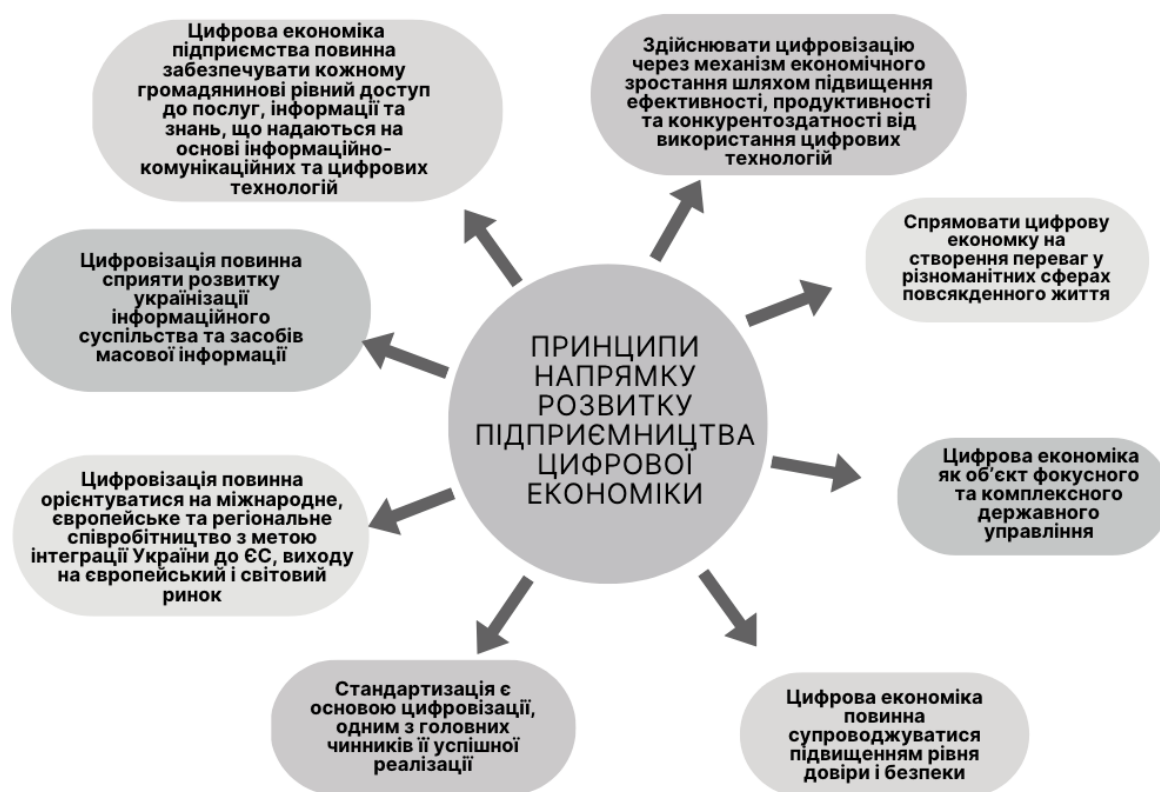 Цифрова економіка
підприємства повинна
забезпечувати кожному
громадянинові рівний доступ
до послуг, інформації та
знань, що надаються на
основі інформаційно-
комунікаційних та цифрових
технологій
Здійснювати цифровізацію
через механізм економічного
зростання шляхом підвищення
ефективності, продуктивності
та конкурентоздатності від
використання цифрових
технологій
Спрямовати цифрову
економку на
створення переваг у
різноманітних сферах
повсякденного життя
Цифровізація повинна
сприяти розвитку
українізації
інформаційного
суспільства та засобів
масової інформації
ПРИНЦИПИ
НАПРЯМКУ
РОЗВИТКУ
ПІДПРИЄМНИЦТВА
ЦИФРОВОЇ
ЕКОНОМІКИ
Цифрова економіка
як об’єкт фокусного
та комплексного
державного
управління
Цифровізація повинна
орієнтуватися на міжнародне,
європейське та регіональне
співробітництво з метою
інтеграції України до ЄС, виходу
на європейський і світовий
ринок
Стандартизація є
основою цифровізації,
одним з головних
чинників її успішної
реалізації
Цифрова економіка
повинна
супроводжуватися
підвищенням рівня
довіри і безпеки